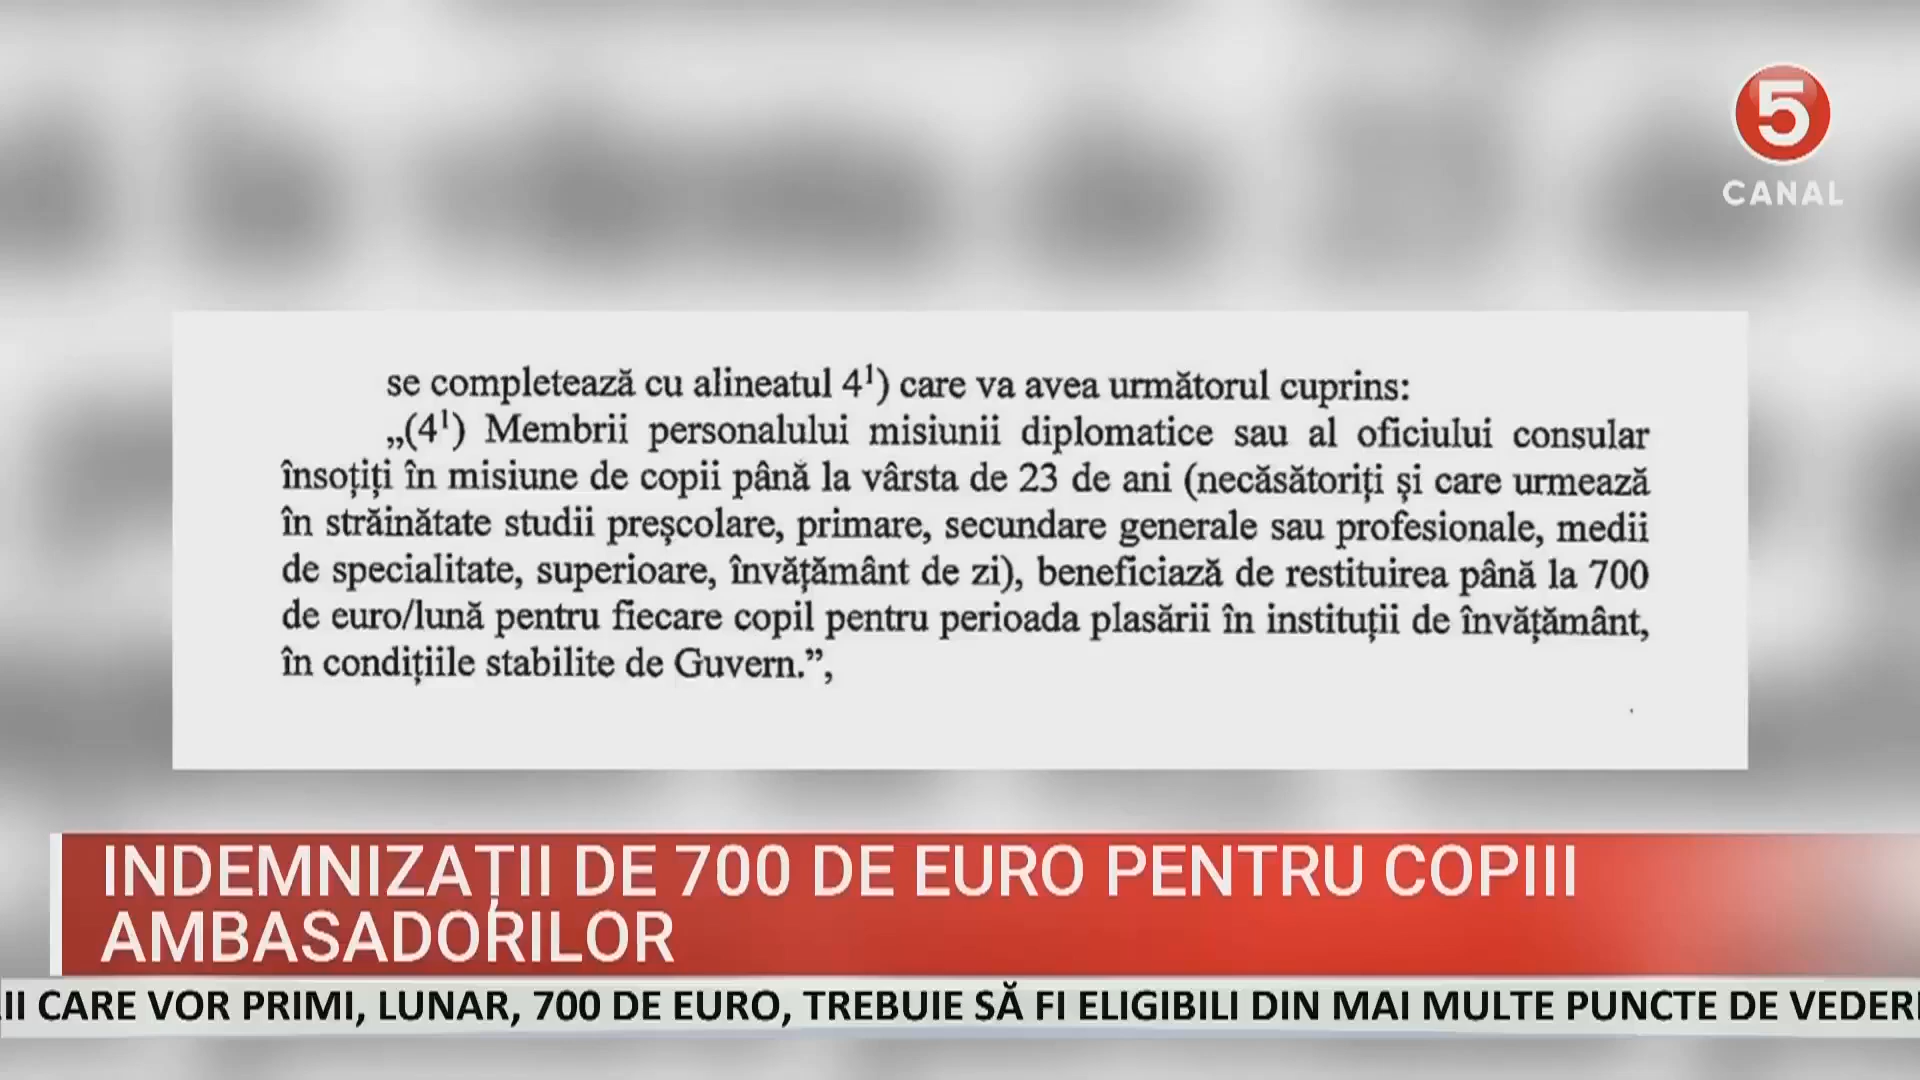 5
CANAL
se completează cu alineatul 4¹) care va avea următorul cuprins:
„(4¹) Membrii personalului misiunii diplomatice sau al oficiului consular
însoțiți în misiune de copii până la vârsta de 23 de ani (necăsătoriți și care urmează
în străinătate studii preșcolare, primare, secundare generale sau profesionale, medii
de specialitate, superioare, învățământ de zi), beneficiază de restituirea până la 700
de euro/lună pentru fiecare copil pentru perioada plasării în instituții de învățământ,
în condițiile stabilite de Guvern.”,
INDEMNIZAȚII DE 700 DE EURO PENTRU COPIII
AMBASADORILOR
II CARE VOR PRIMI, LUNAR, 700 DE EURO, TREBUIE SĂ FI ELIGIBILI DIN MAI MULTE PUNCTE DE VEDERI